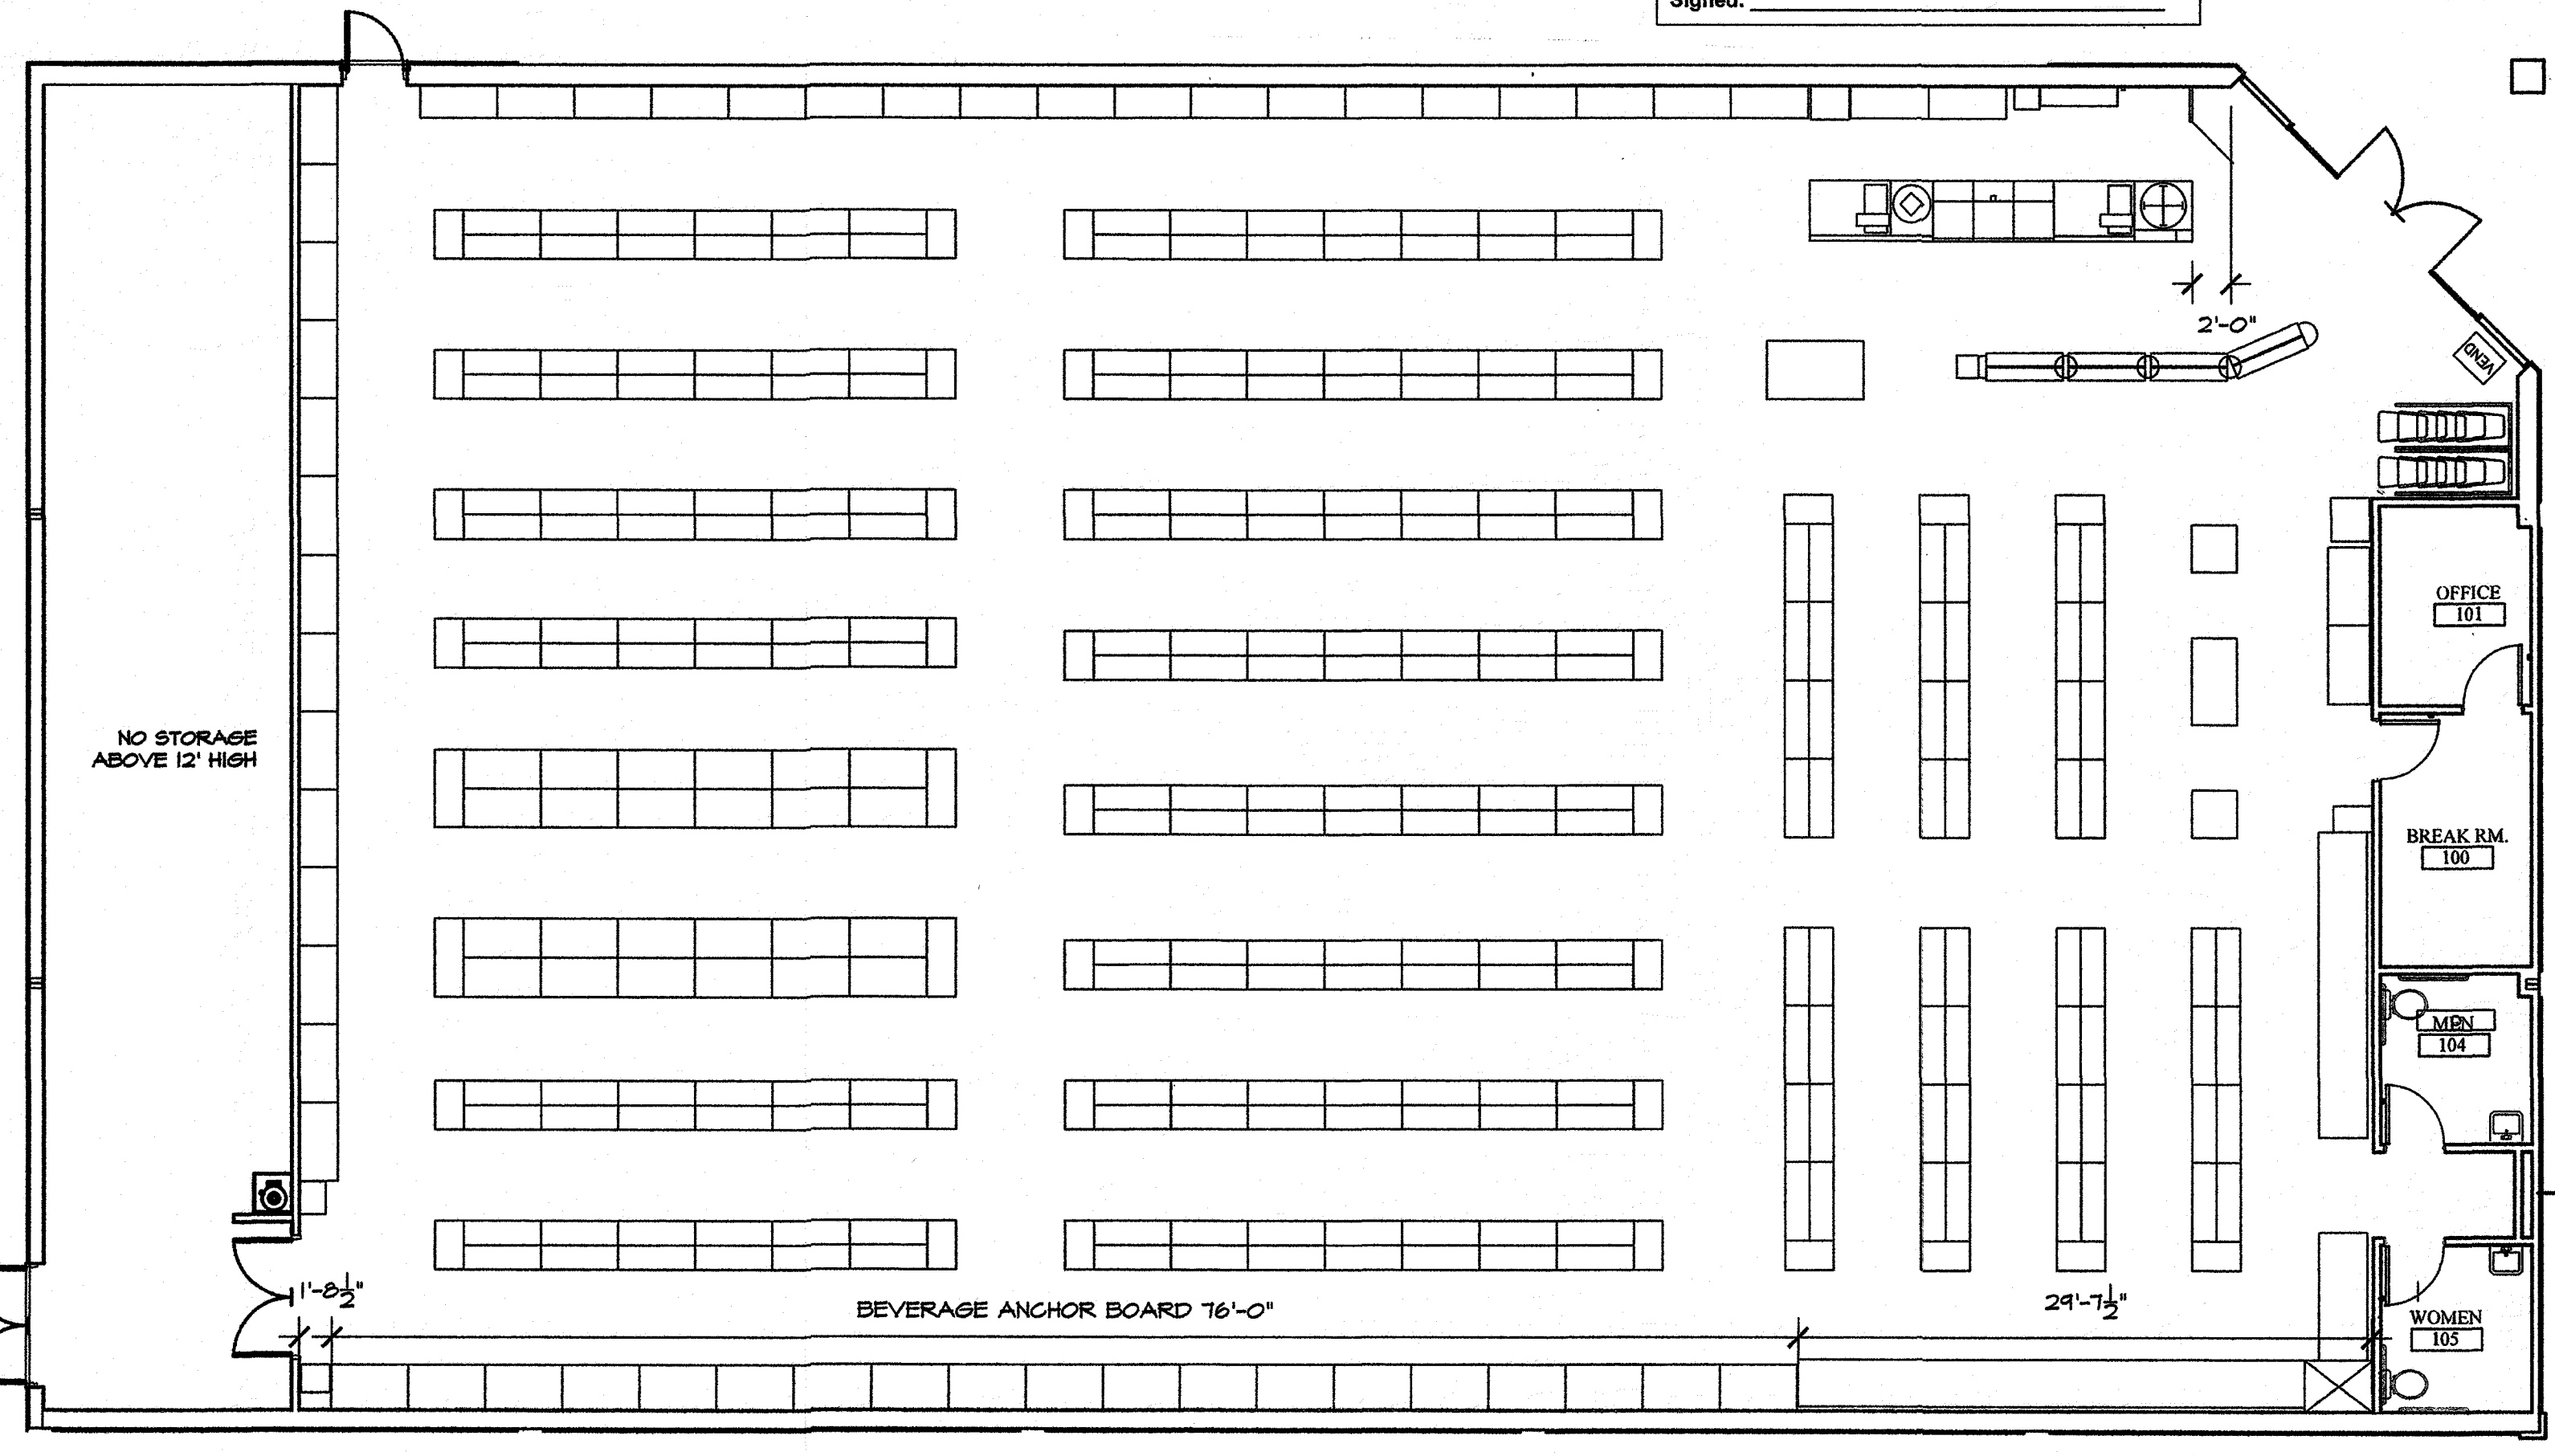 Signed:
2'-0"
VEND
OFFICE
101
NO STORAGE
ABOVE 12' HIGH
BREAK RM.
100
MEN
104
1'-8½"
BEVERAGE ANCHOR BOARD 76'-0"
29'-7½"
WOMEN
105